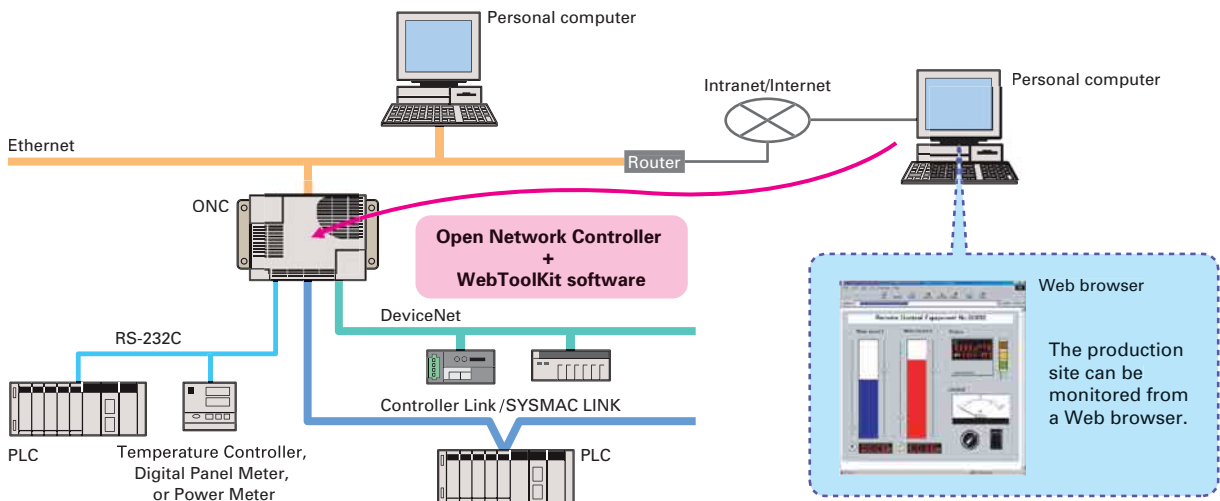 Personal computer
Intranet/Internet
Personal computer
Ethernet
Router
ONC
Open Network Controller
+
WebToolKit software
Web browser
The production
site can be
monitored from
a Web browser.
DeviceNet
RS-232C
Controller Link/SYSMAC LINK
PLC
Temperature Controller,
Digital Panel Meter,
or Power Meter
PLC